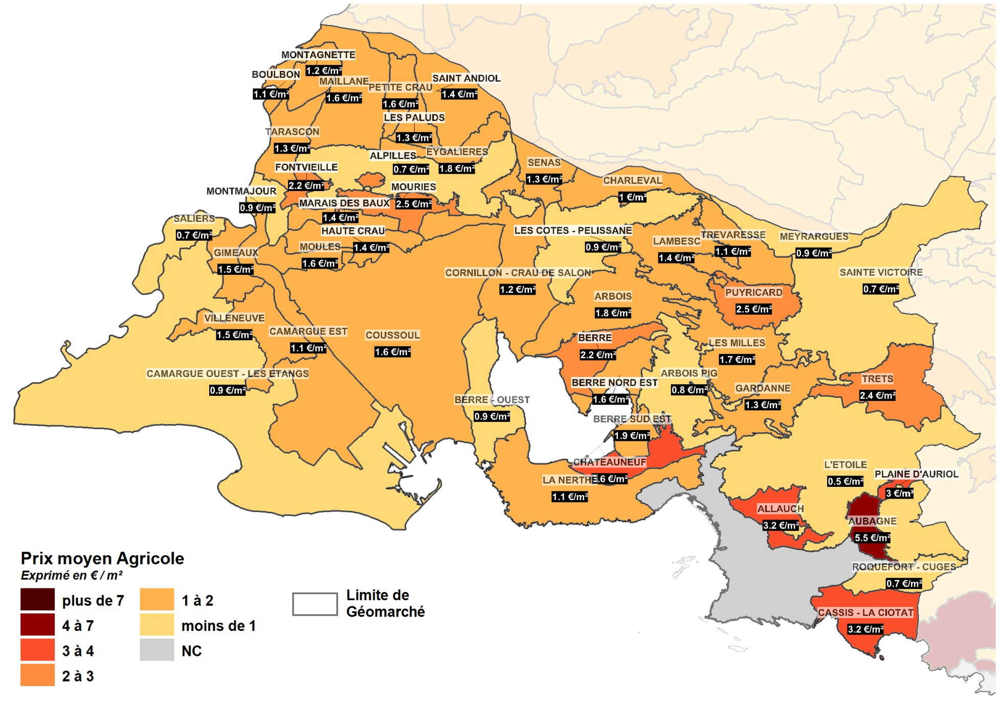 MONTAGNETTE
1.2 €/m²
BOULBON
1.1 €/m²
MAILLANE
1.6 €/m²
PETITE CRAU
1.6 €/m²
SAINT ANDIOL
1.4 €/m²
LES PALUDS
1.3 €/m²
TARASCON
1.3 €/m²
ALPILLES
0.7 €/m²
EYGALIERES
1.8 €/m²
FONTVIEILLE
2.2 €/m²
SENAS
1.3 €/m²
CHARLEVAL
1 €/m²
MONTMAJOUR
0.9 €/m²
MOURIES
2.5 €/m²
MARAIS DES BAUX
1.4 €/m²
SALIERS
0.7 €/m²
HAUTE CRAU
1.4 €/m²
LES COTES - PELISSANE
0.9 €/m²
LAMBESC
1.4 €/m²
TREVARESSE
1.1 €/m²
MEYRARGUES
0.9 €/m²
GIMEAUX
1.5 €/m²
MOULES
1.6 €/m²
CORNILLON - CRAU DE SALON
1.2 €/m²
SAINTE VICTOIRE
0.7 €/m²
ARBOIS
1.8 €/m²
PUYRICARD
2.5 €/m²
VILLENEUVE
1.5 €/m²
CAMARGUE EST
1.1 €/m²
COUSSOUL
1.6 €/m²
BERRE
2.2 €/m²
LES MILLES
1.7 €/m²
CAMARGUE OUEST - LES ETANGS
0.9 €/m²
BERRE NORD EST
1.6 €/m²
ARBOIS PIG
0.8 €/m²
GARDANNE
1.3 €/m²
TRETS
2.4 €/m²
BERRE - OUEST
0.9 €/m²
BERRE SUD EST
1.9 €/m²
CHATEAUNEUF
.6 €/m²
LA NERTHE
1.1 €/m²
L'ETOILE
0.5 €/m²
PLAINE D'AURIOL
3 €/m²
ALLAUCH
3.2 €/m²
AUBAGNE
5.5 €/m²
ROQUEFORT - CUGES
0.7 €/m²
CASSIS - LA CIOTAT
3.2 €/m²
Prix moyen Agricole
Exprimé en € / m²
plus de 7
4 à 7
3 à 4
2 à 3
1 à 2
moins de 1
NC
Limite de
Géomarché